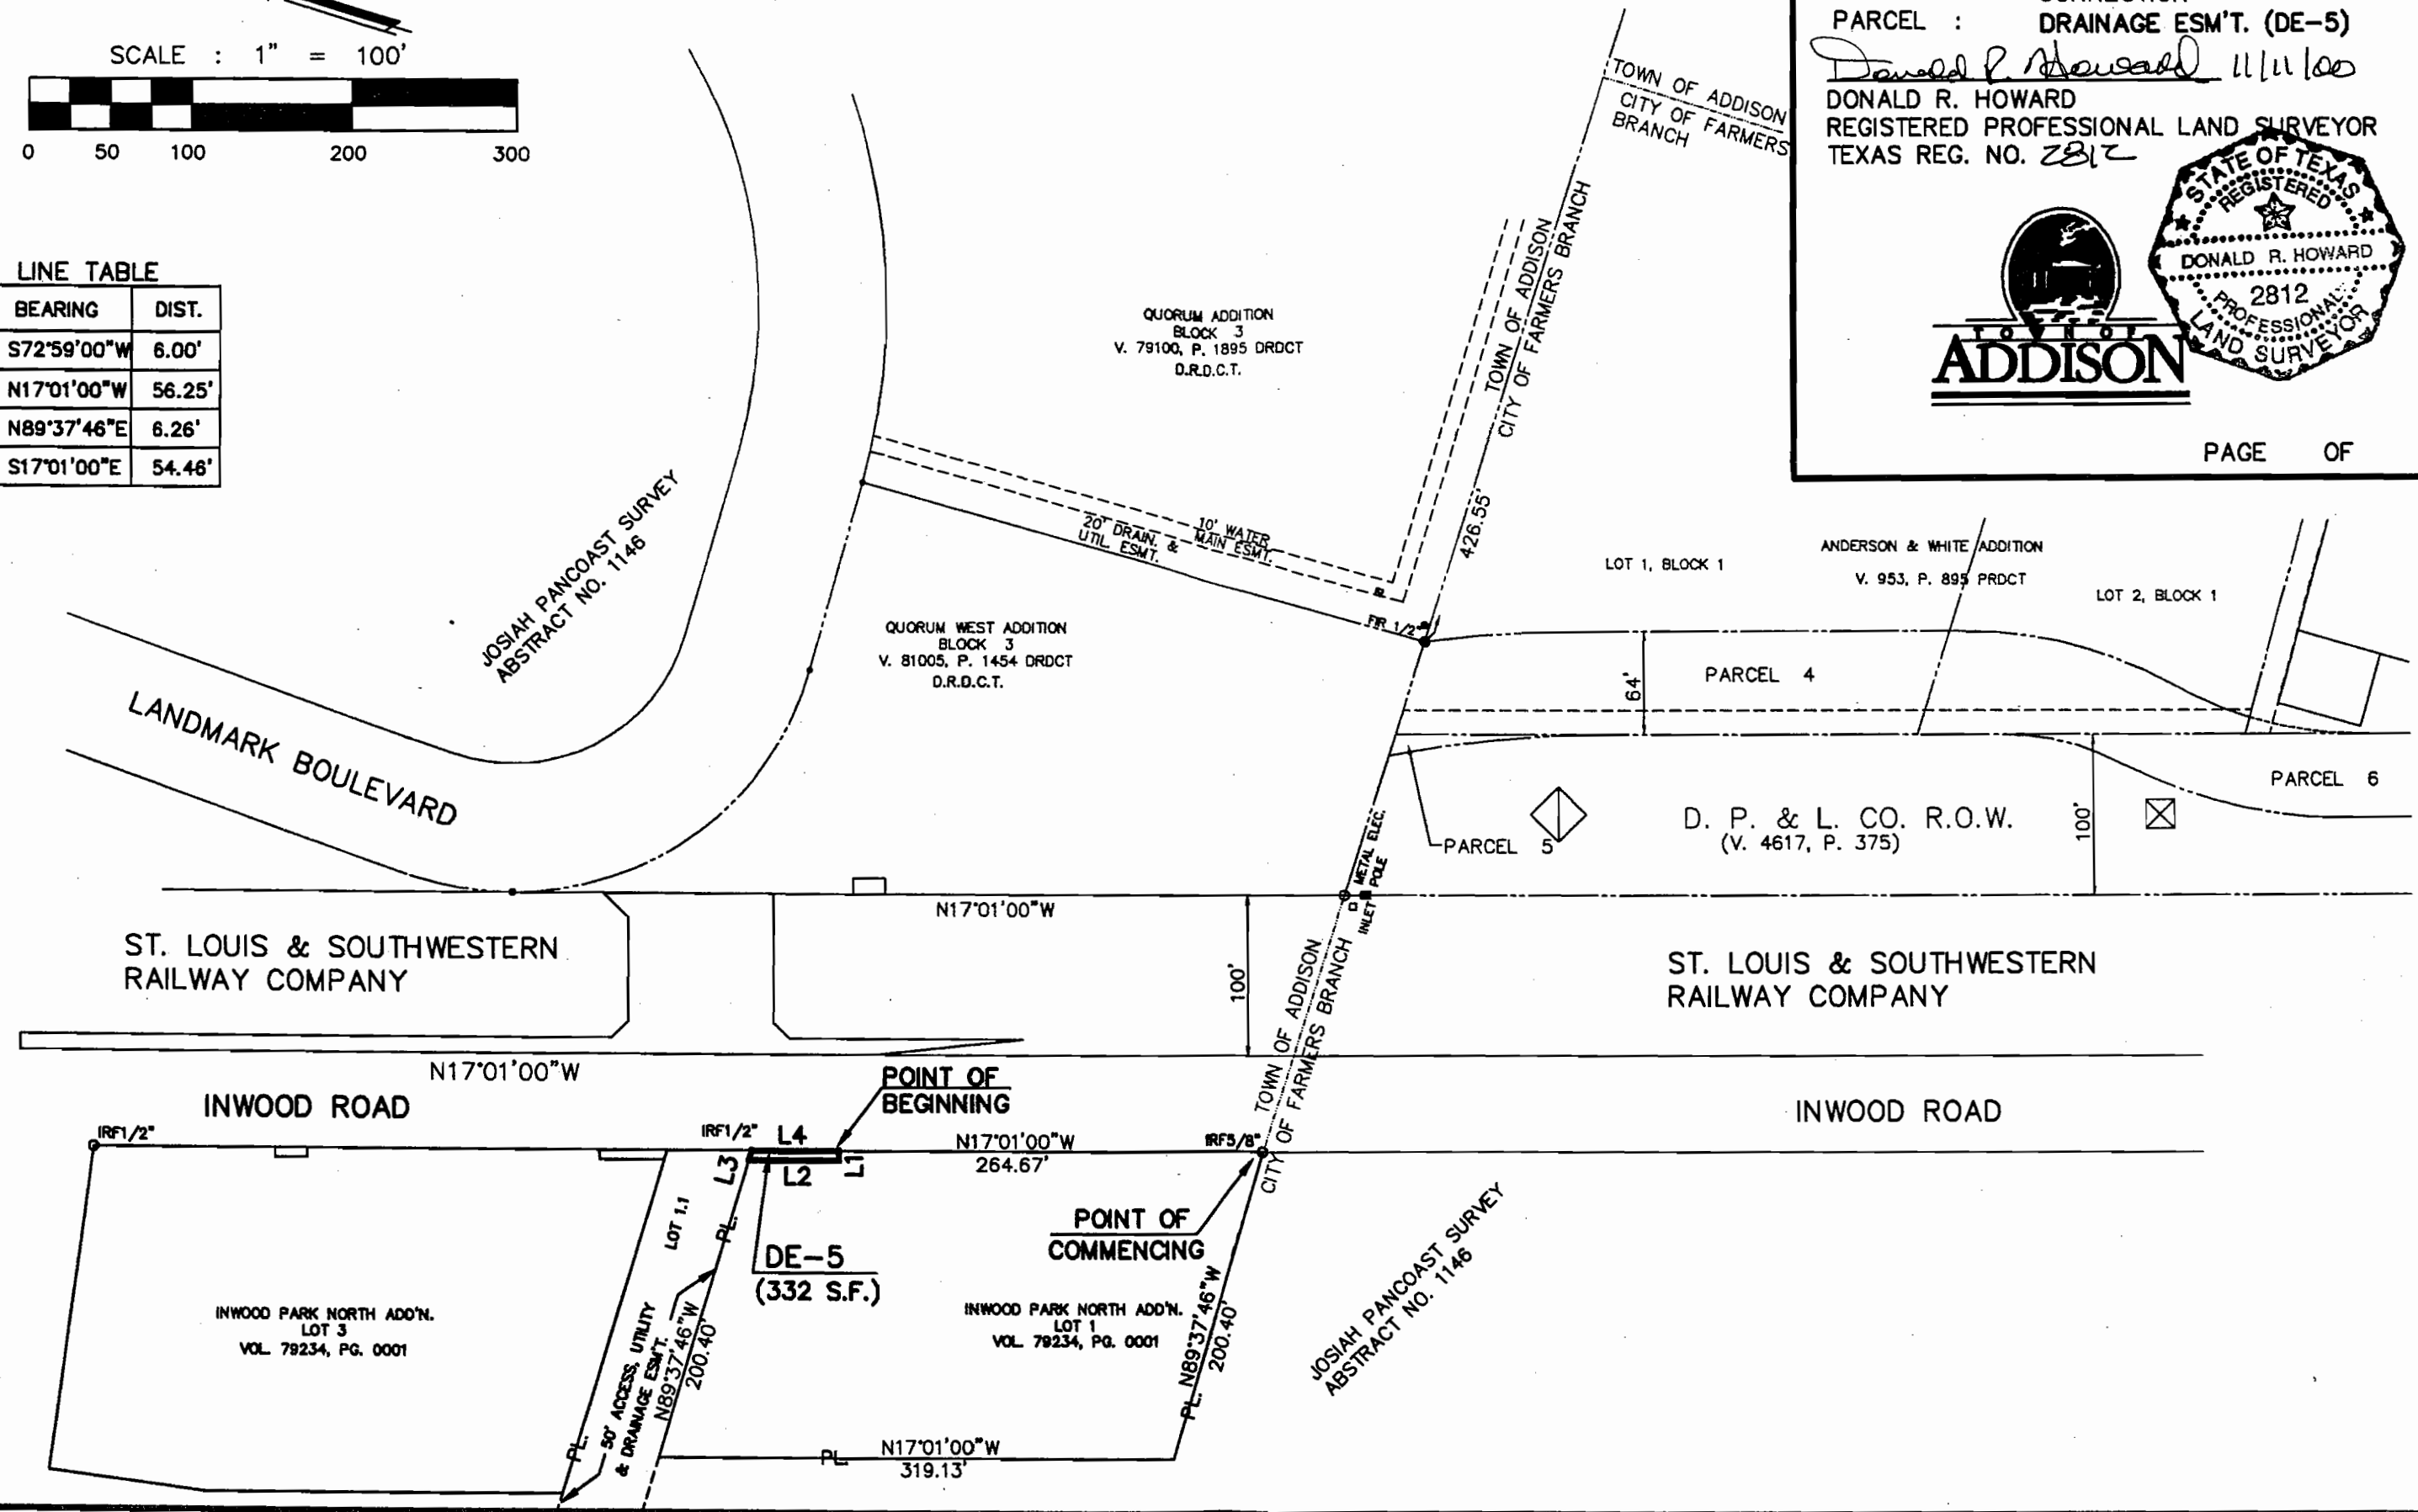 SCALE : 1" = 100'
0 50 100 200 300
LINE TABLE
BEARING DIST.
S72°59'00"W 6.00'
N17°01'00"W 56.25'
N89°37'46"E 6.26'
S17°01'00"E 54.46'
PARCEL : DRAINAGE ESM'T. (DE-5)
Donald R. Howard 11/11/00
DONALD R. HOWARD
REGISTERED PROFESSIONAL LAND SURVEYOR
TEXAS REG. NO. 2812
STATE OF TEXAS
REGISTERED
DONALD R. HOWARD
2812
PROFESSIONAL
LAND SURVEYOR
TOWN OF
ADDISON
PAGE OF
TOWN OF ADDISON
CITY OF FARMERS
BRANCH
TOWN OF ADDISON
CITY OF FARMERS BRANCH
426.55'
QUORUM ADDITION
BLOCK 3
V. 79100, P. 1895 DRDCT
D.R.D.C.T.
10' WATER
MAIN ESMT.
20' DRAIN. &
UTIL ESMT.
FIR 1/2"
JOSIAH PANCOAST SURVEY
ABSTRACT NO. 1146
QUORUM WEST ADDITION
BLOCK 3
V. 81005, P. 1454 DRDCT
D.R.D.C.T.
LOT 1, BLOCK 1
ANDERSON & WHITE ADDITION
V. 953, P. 895 PRDCT
LOT 2, BLOCK 1
64'
PARCEL 4
PARCEL 5
PARCEL 6
D. P. & L. CO. R.O.W.
(V. 4617, P. 375)
100'
METAL ELEC.
POLE
INLET
LANDMARK BOULEVARD
N17°01'00"W
ST. LOUIS & SOUTHWESTERN
RAILWAY COMPANY
100'
TOWN OF ADDISON
CITY OF FARMERS BRANCH
ST. LOUIS & SOUTHWESTERN
RAILWAY COMPANY
N17°01'00"W
INWOOD ROAD
POINT OF
BEGINNING
INWOOD ROAD
IRF1/2"
IRF1/2"
L4
L3
L2
L1
N17°01'00"W
264.67'
IRF5/8"
POINT OF
COMMENCING
LOT 1.1
PL.
DE-5
(332 S.F.)
INWOOD PARK NORTH ADD'N.
LOT 3
VOL. 79234, PG. 0001
50' ACCESS, UTILITY
& DRAINAGE ESM'T.
N89°37'46"W
200.40'
PL.
INWOOD PARK NORTH ADD'N.
LOT 1
VOL. 79234, PG. 0001
PL. N89°37'46"W
200.40'
JOSIAH PANCOAST SURVEY
ABSTRACT NO. 1146
PL.
N17°01'00"W
319.13'